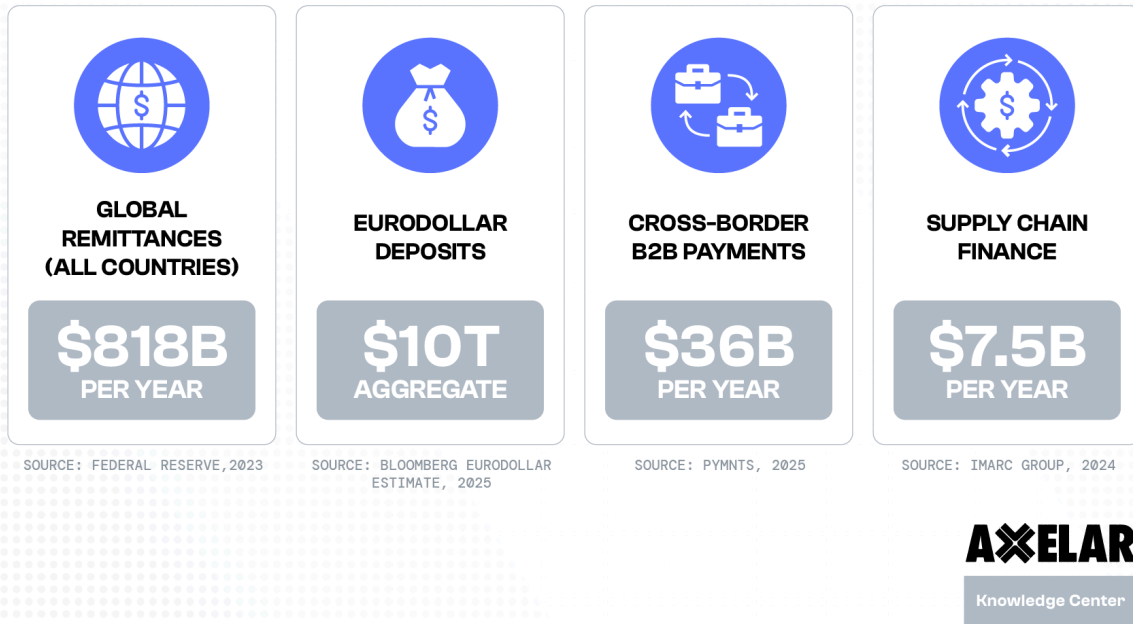 GLOBAL
REMITTANCES
(ALL COUNTRIES)
$818B
PER YEAR
SOURCE: FEDERAL RESERVE,2023
EURODOLLAR
DEPOSITS
$10T
AGGREGATE
SOURCE: BLOOMBERG EURODOLLAR
ESTIMATE, 2025
CROSS-BORDER
B2B PAYMENTS
$36B
PER YEAR
SOURCE: PYMNTS, 2025
SUPPLY CHAIN
FINANCE
$7.5B
PER YEAR
SOURCE: IMARC GROUP, 2024
AXELAR
Knowledge Center